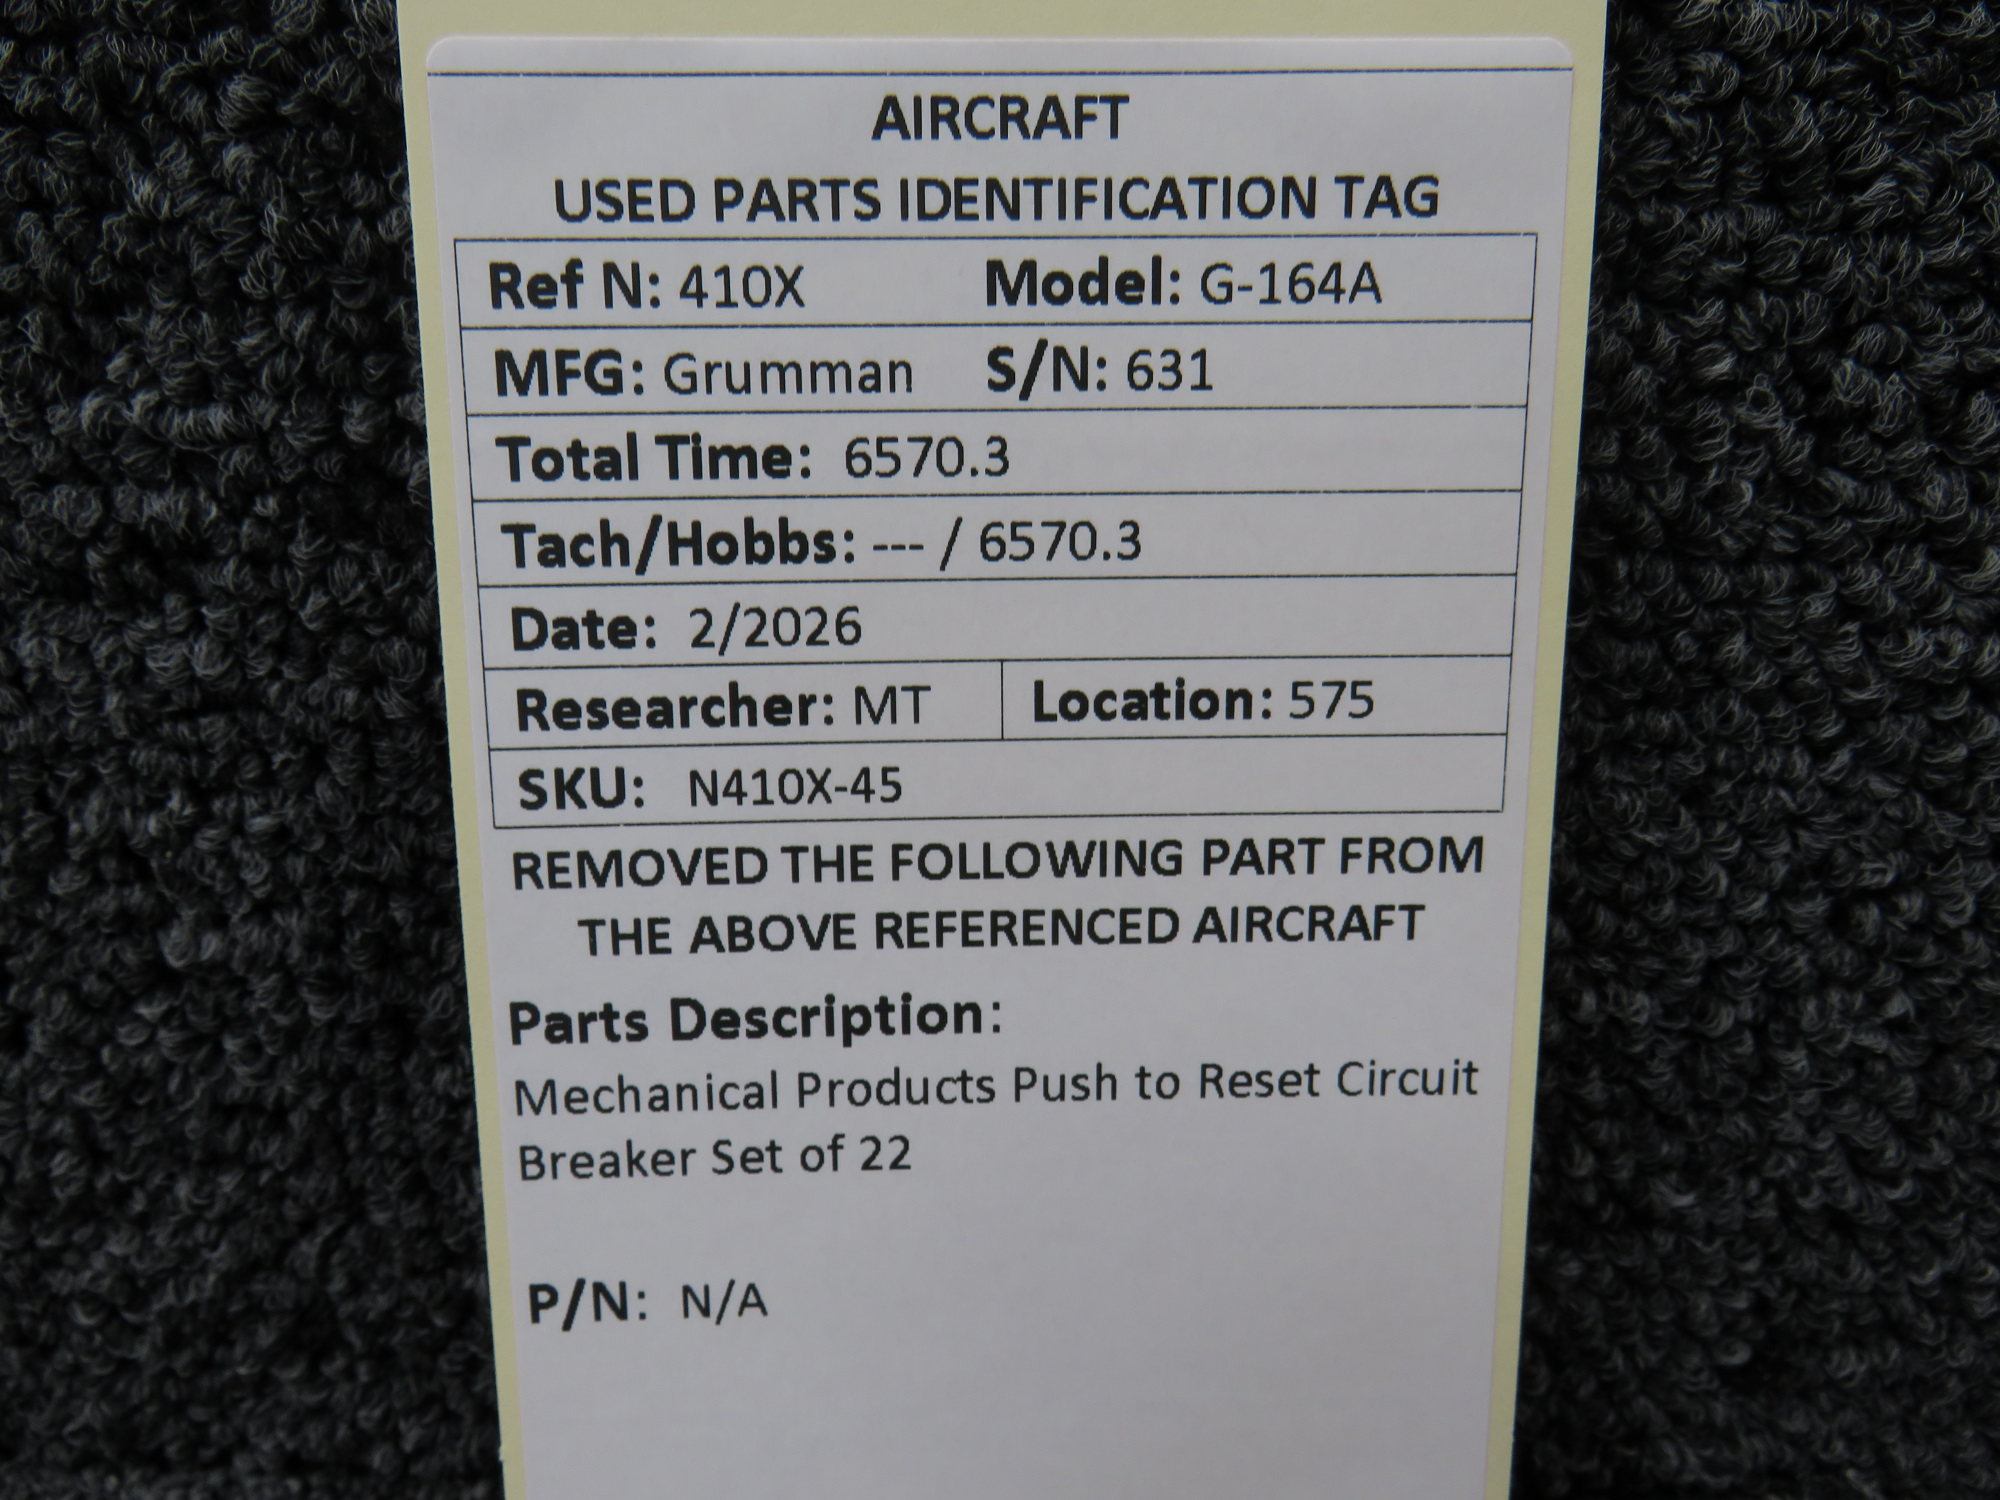 AIRCRAFT
USED PARTS IDENTIFICATION TAG
Ref N: 410X Model: G-164A
MFG: Grumman S/N: 631
Total Time: 6570.3
Tach/Hobbs: --- / 6570.3
Date: 2/2026
Researcher: MT Location: 575
SKU: N410X-45
REMOVED THE FOLLOWING PART FROM
THE ABOVE REFERENCED AIRCRAFT
Parts Description:
Mechanical Products Push to Reset Circuit
Breaker Set of 22
P/N: N/A